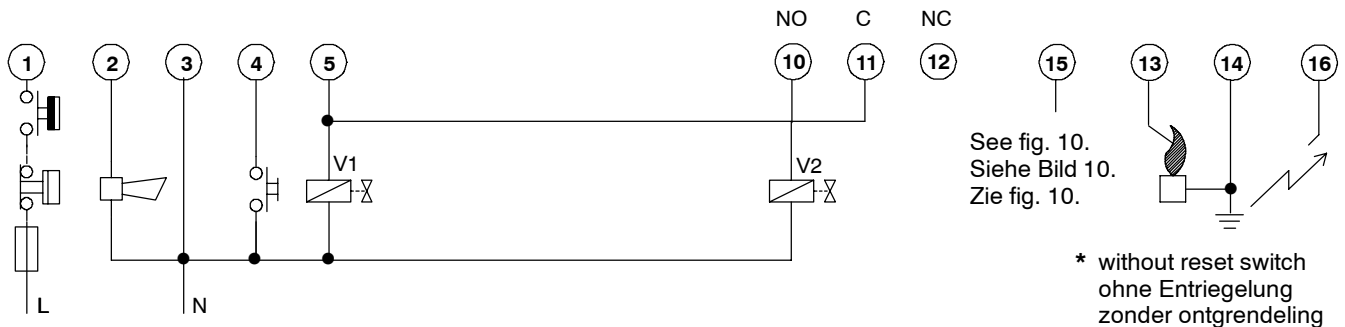 NO C NC
1 2 3 4 5 10 11 12 15 13 14 16
V1 V2
See fig. 10.
Siehe Bild 10.
Zie fig. 10.
L N
* without reset switch
ohne Entriegelung
zonder ontgrendeling